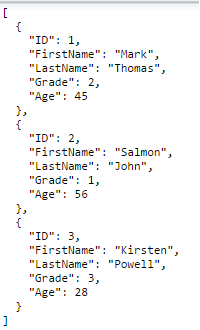 [
  {
    "ID": 1,
    "FirstName": "Mark",
    "LastName": "Thomas",
    "Grade": 2,
    "Age": 45
  },
  {
    "ID": 2,
    "FirstName": "Salmon",
    "LastName": "John",
    "Grade": 1,
    "Age": 56
  },
  {
    "ID": 3,
    "FirstName": "Kirsten",
    "LastName": "Powell",
    "Grade": 3,
    "Age": 28
  }
]